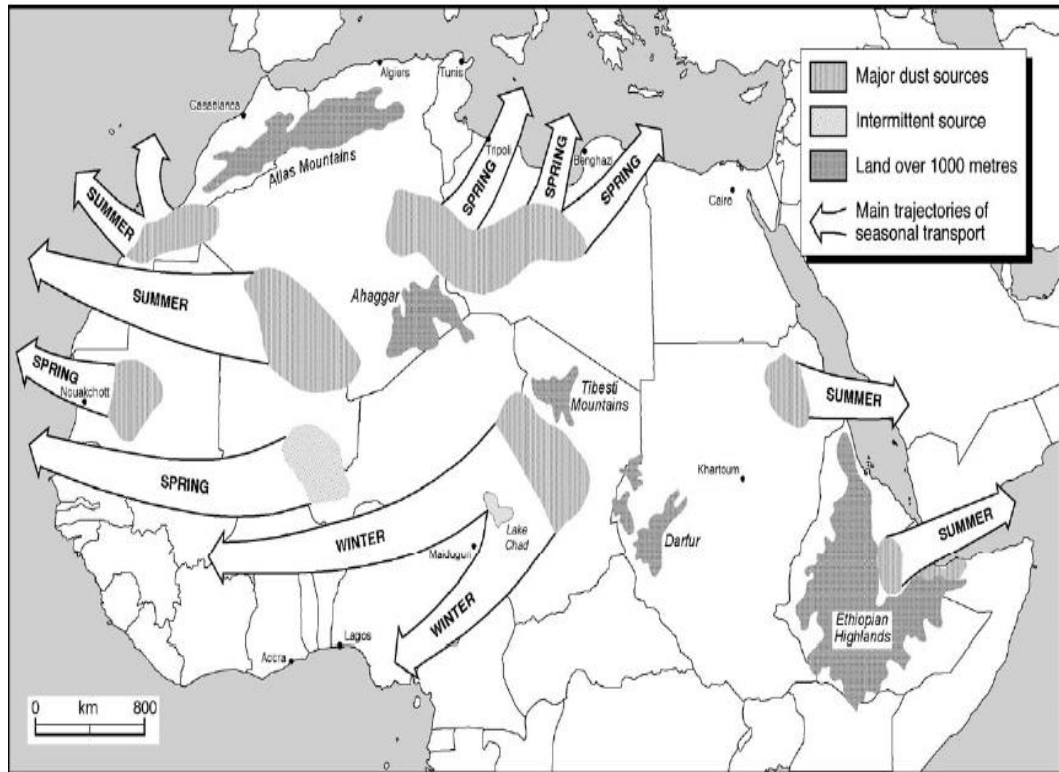 Major dust sources
Intermittent source
Land over 1000 metres
Main trajectories of
seasonal transport
Algiers
Tunis
Casablanca
Atlas Mountains
Tripoli
Benghazi
Cairo
SPRING
SPRING
SPRING
SUMMER
SUMMER
Ahaggar
SPRING
Nouakchott
Tibesti
Mountains
SUMMER
SPRING
Khartoum
WINTER
Lake
Chad
Maiduguri
Darfur
SUMMER
WINTER
Ethiopian
Highlands
Lagos
Accra
0 km 800